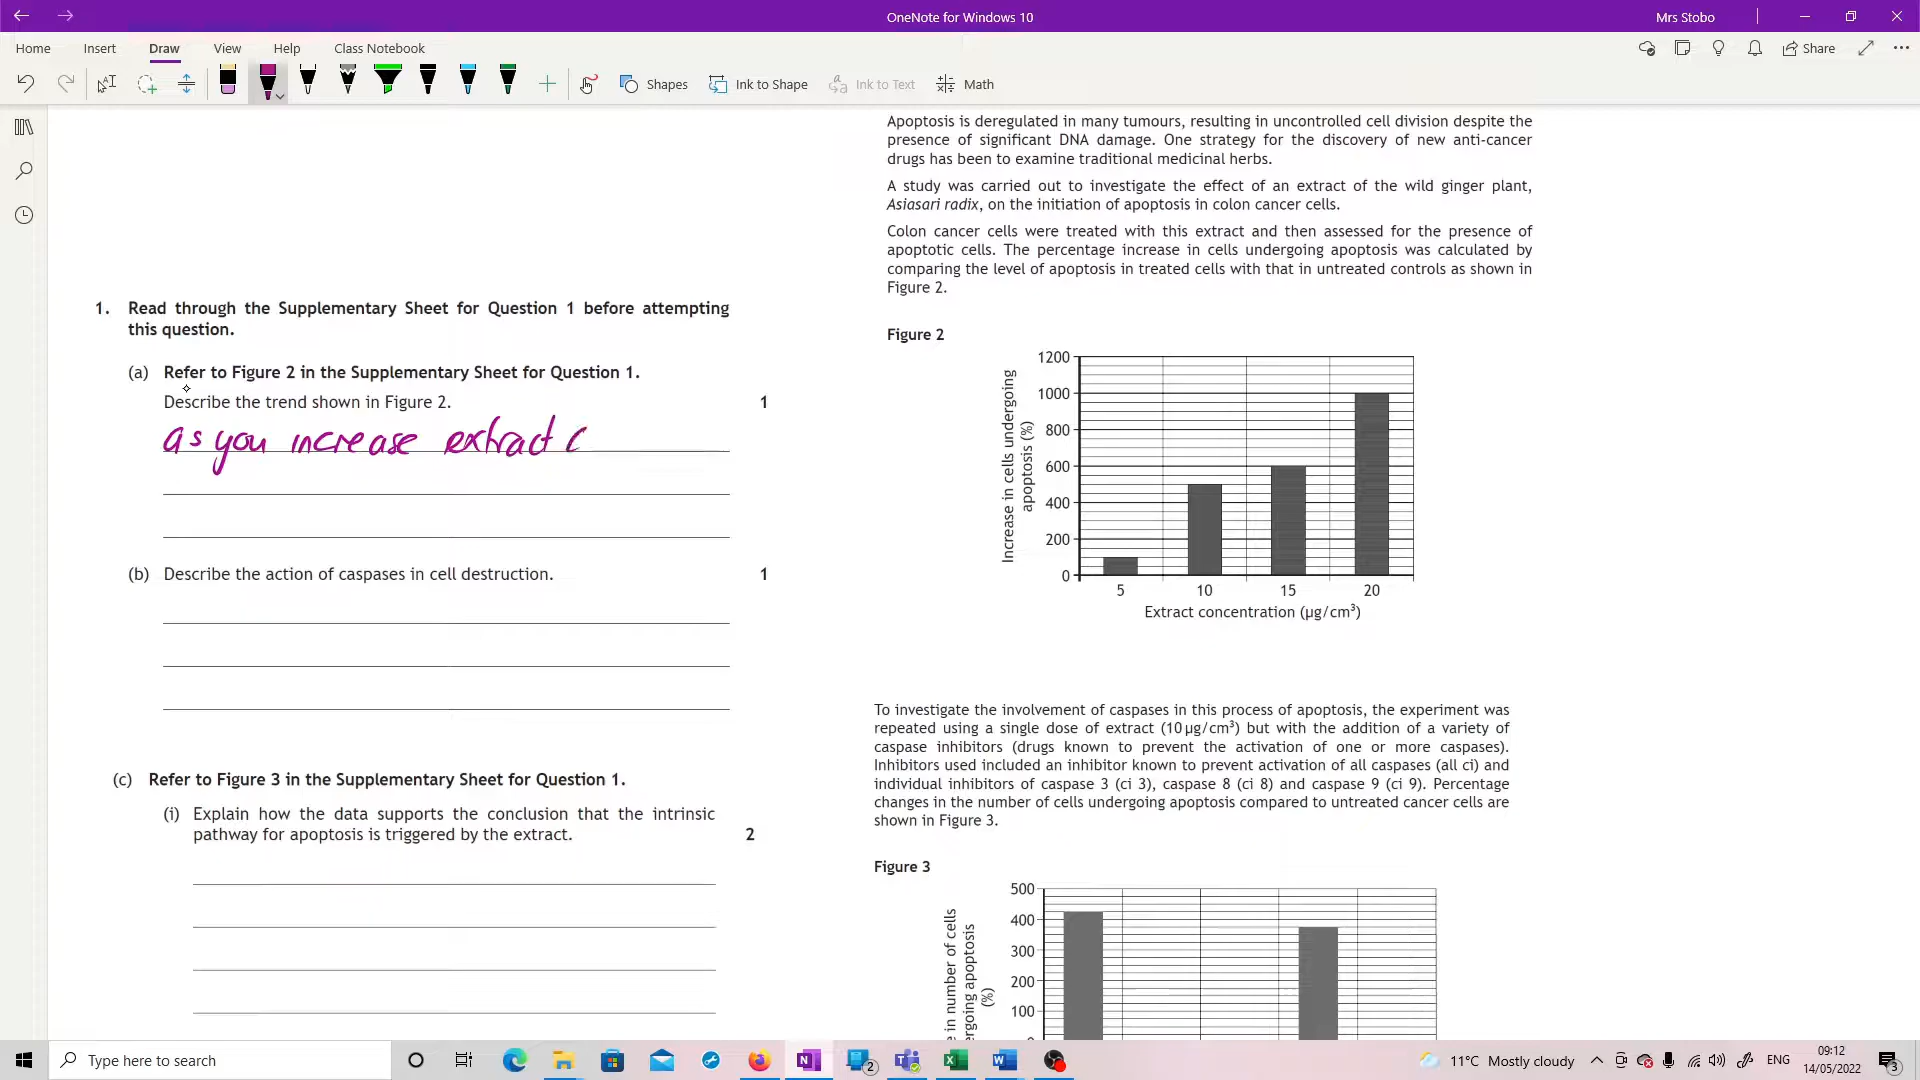 OneNote for Windows 10
Mrs Stobo
Home Insert Draw View Help Class Notebook
Share
Shapes Ink to Shape Ink to Text Math
1. Read through the Supplementary Sheet for Question 1 before attempting
this question.
(a) Refer to Figure 2 in the Supplementary Sheet for Question 1.
Describe the trend shown in Figure 2. 1
as you increase extract c
(b) Describe the action of caspases in cell destruction. 1
(c) Refer to Figure 3 in the Supplementary Sheet for Question 1.
(i) Explain how the data supports the conclusion that the intrinsic
pathway for apoptosis is triggered by the extract. 2
Apoptosis is deregulated in many tumours, resulting in uncontrolled cell division despite the
presence of significant DNA damage. One strategy for the discovery of new anti-cancer
drugs has been to examine traditional medicinal herbs.
A study was carried out to investigate the effect of an extract of the wild ginger plant,
Asiasari radix, on the initiation of apoptosis in colon cancer cells.
Colon cancer cells were treated with this extract and then assessed for the presence of
apoptotic cells. The percentage increase in cells undergoing apoptosis was calculated by
comparing the level of apoptosis in treated cells with that in untreated controls as shown in
Figure 2.
Figure 2
Increase in cells undergoing
apoptosis (%)
1200
1000
800
600
400
200
0
5 10 15 20
Extract concentration (µg/cm³)
To investigate the involvement of caspases in this process of apoptosis, the experiment was
repeated using a single dose of extract (10 µg/cm³) but with the addition of a variety of
caspase inhibitors (drugs known to prevent the activation of one or more caspases).
Inhibitors used included an inhibitor known to prevent activation of all caspases (all ci) and
individual inhibitors of caspase 3 (ci 3), caspase 8 (ci 8) and caspase 9 (ci 9). Percentage
changes in the number of cells undergoing apoptosis compared to untreated cancer cells are
shown in Figure 3.
Figure 3
e in number of cells
ergoing apoptosis
(%)
500
400
300
200
100
Type here to search
2
11°C Mostly cloudy
ENG
09:12
14/05/2022
3